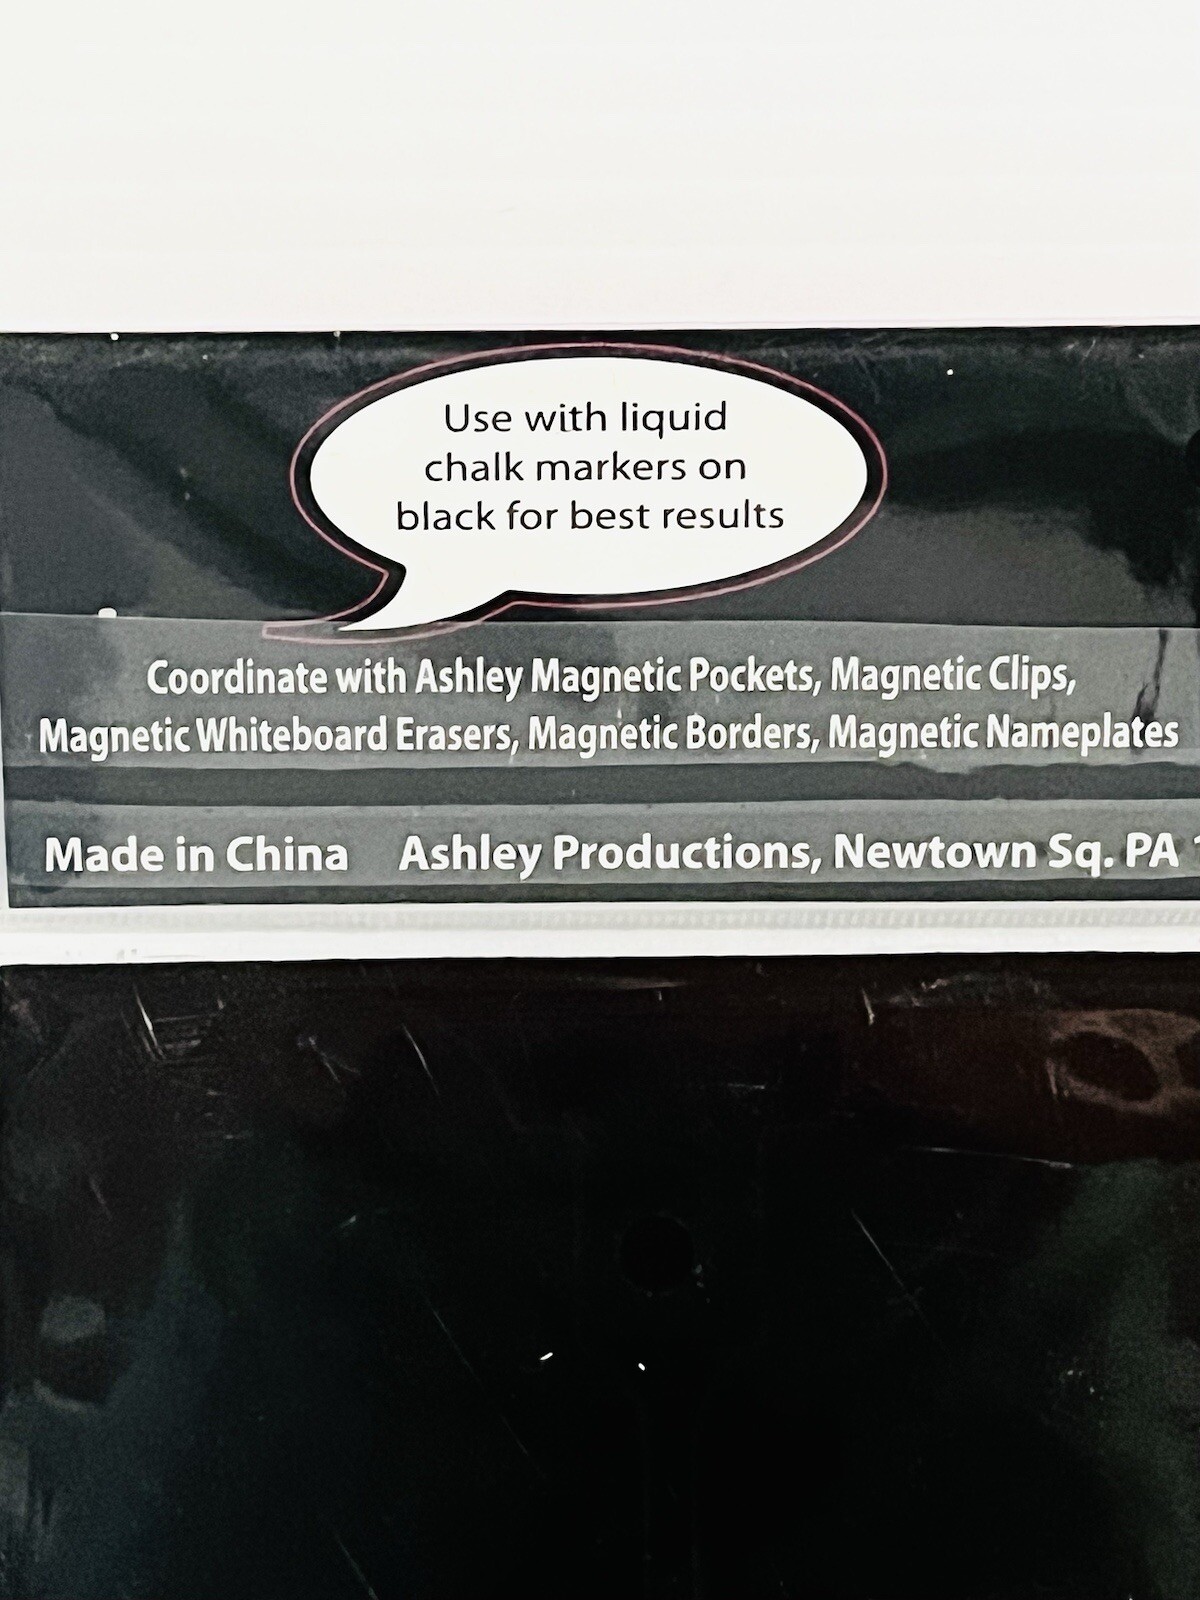 Use with liquid
chalk markers on
black for best results
Coordinate with Ashley Magnetic Pockets, Magnetic Clips,
Magnetic Whiteboard Erasers, Magnetic Borders, Magnetic Nameplates
Made in China Ashley Productions, Newtown Sq. PA